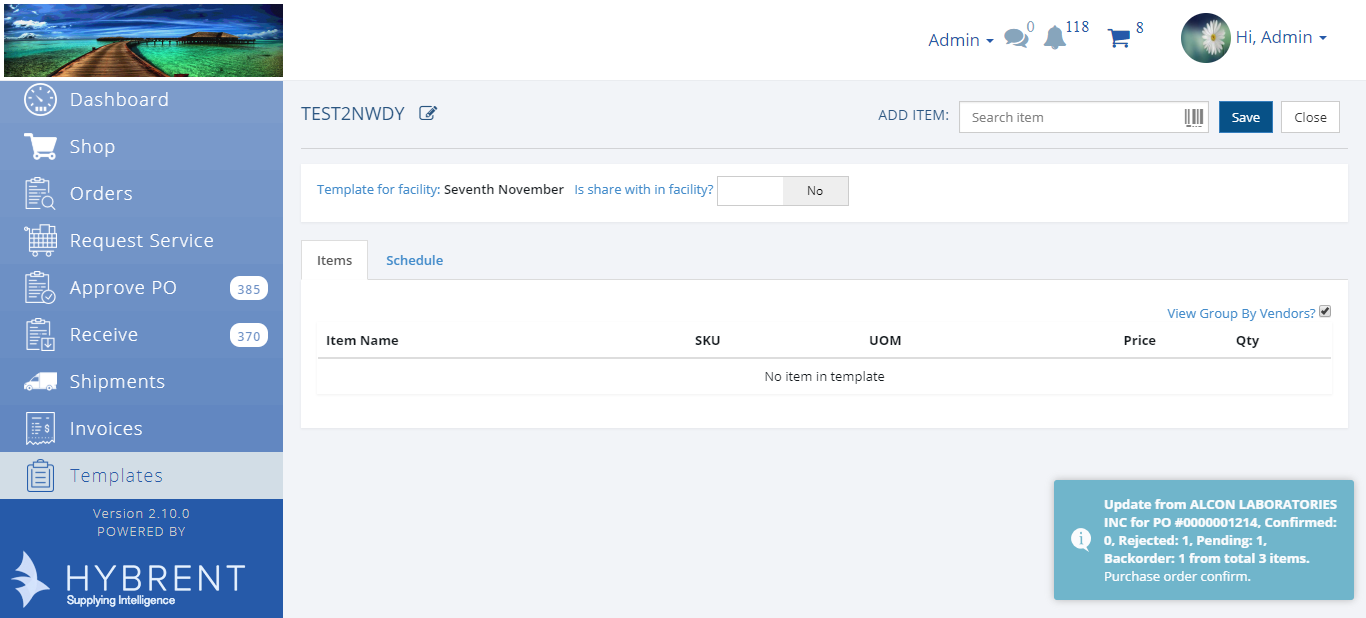 Admin
0
118
8
Hi, Admin
Dashboard
Shop
Orders
Request Service
Approve PO 385
Receive 370
Shipments
Invoices
Templates
Version 2.10.0
POWERED BY
HYBRENT
Supplying Intelligence
TEST2NWDY
ADD ITEM: Search item Save Close
Template for facility: Seventh November Is share with in facility? No
Items Schedule
View Group By Vendors?
Item Name SKU UOM Price Qty
No item in template
Update from ALCON LABORATORIES
INC for PO #0000001214, Confirmed:
0, Rejected: 1, Pending: 1,
Backorder: 1 from total 3 items.
Purchase order confirm.